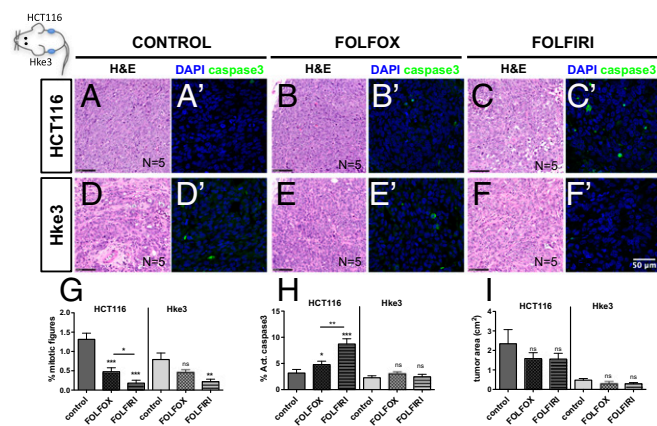 HCT116
Hke3
CONTROL FOLFOX FOLFIRI
H&E DAPI caspase3 H&E DAPI caspase3 H&E DAPI caspase3
HCT116
A N=5 A' B N=5 B' C N=5 C'
Hke3
D N=5 D' E N=5 E' F N=5 F' 50 µm
G
HCT116 Hke3
% mitotic figures
2.0
1.5
1.0
0.5
0.0
*** * *** ns **
control FOLFOX FOLFIRI control FOLFOX FOLFIRI
H
HCT116 Hke3
% Act. caspase3
15
10
5
0
* ** *** ns ns
control FOLFOX FOLFIRI control FOLFOX FOLFIRI
I
HCT116 Hke3
tumor area (cm²)
4
3
2
1
0
ns ns ns ns
control FOLFOX FOLFIRI control FOLFOX FOLFIRI